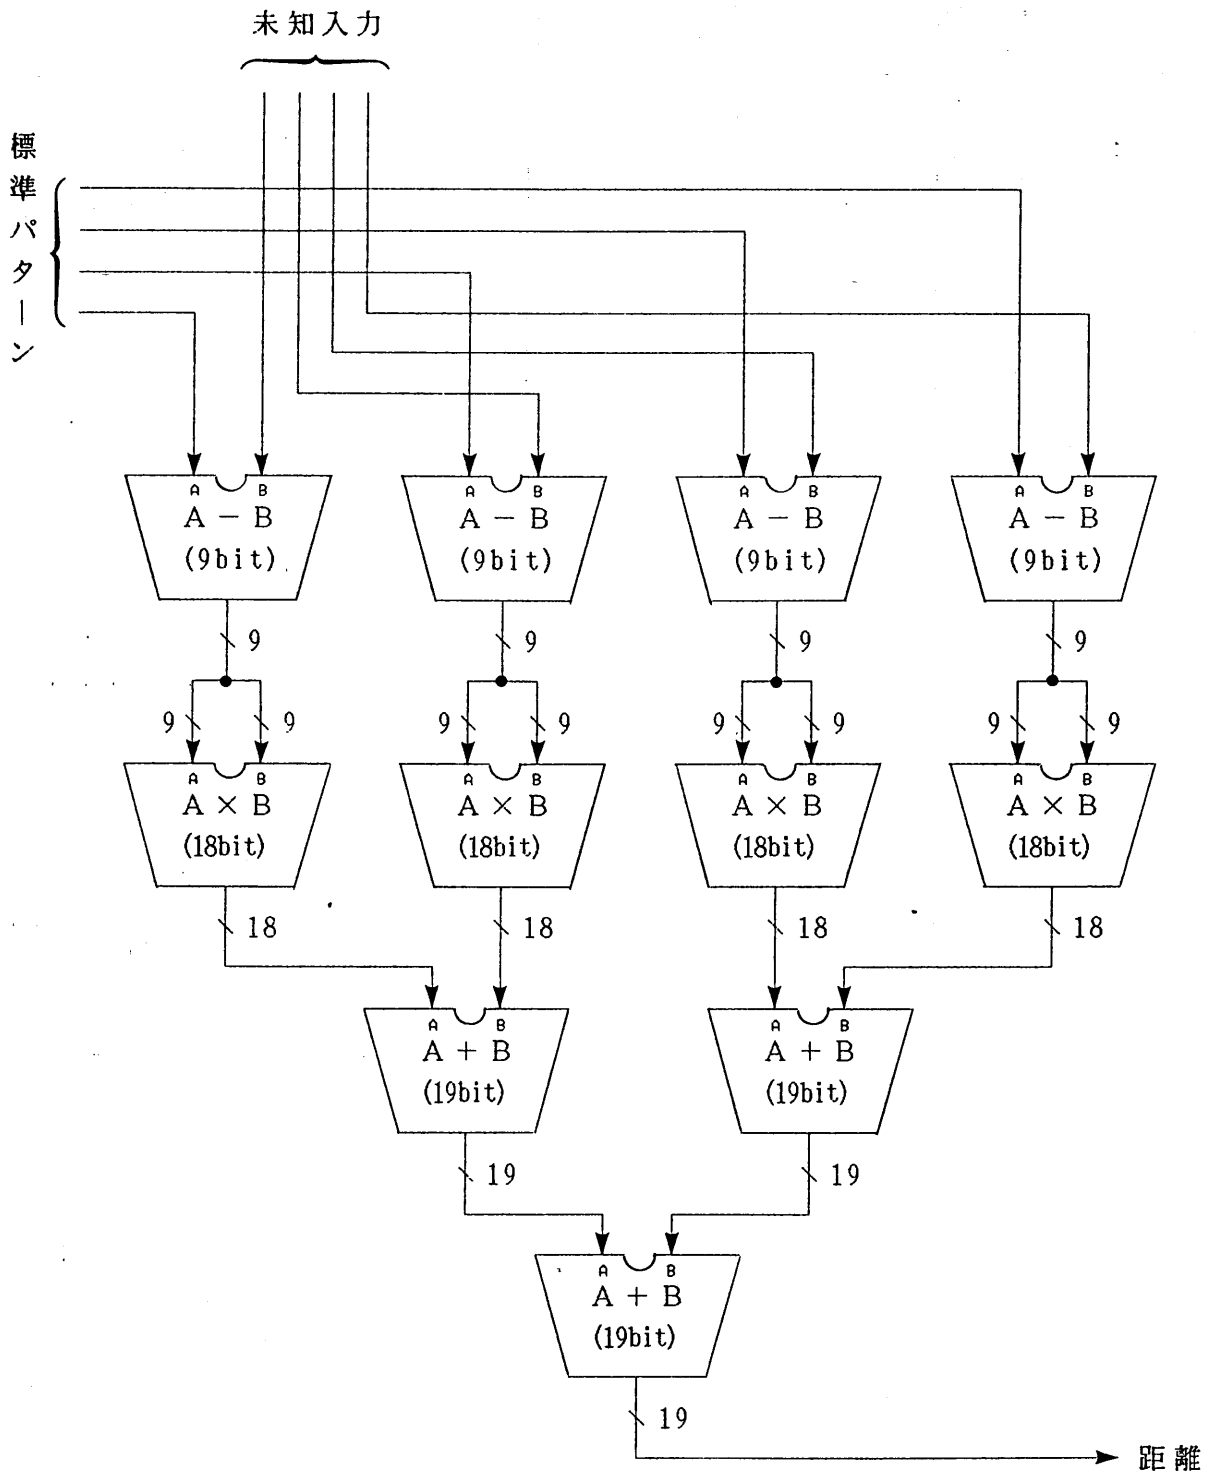 未知入力
標準パターン
A B A B A B A B
A − B A − B A − B A − B
(9bit) (9bit) (9bit) (9bit)
9 9 9 9
9 9 9 9 9 9 9 9
A B A B A B A B
A × B A × B A × B A × B
(18bit) (18bit) (18bit) (18bit)
18 18 18 18
A B A B
A + B A + B
(19bit) (19bit)
19 19
A B
A + B
(19bit)
19
距離